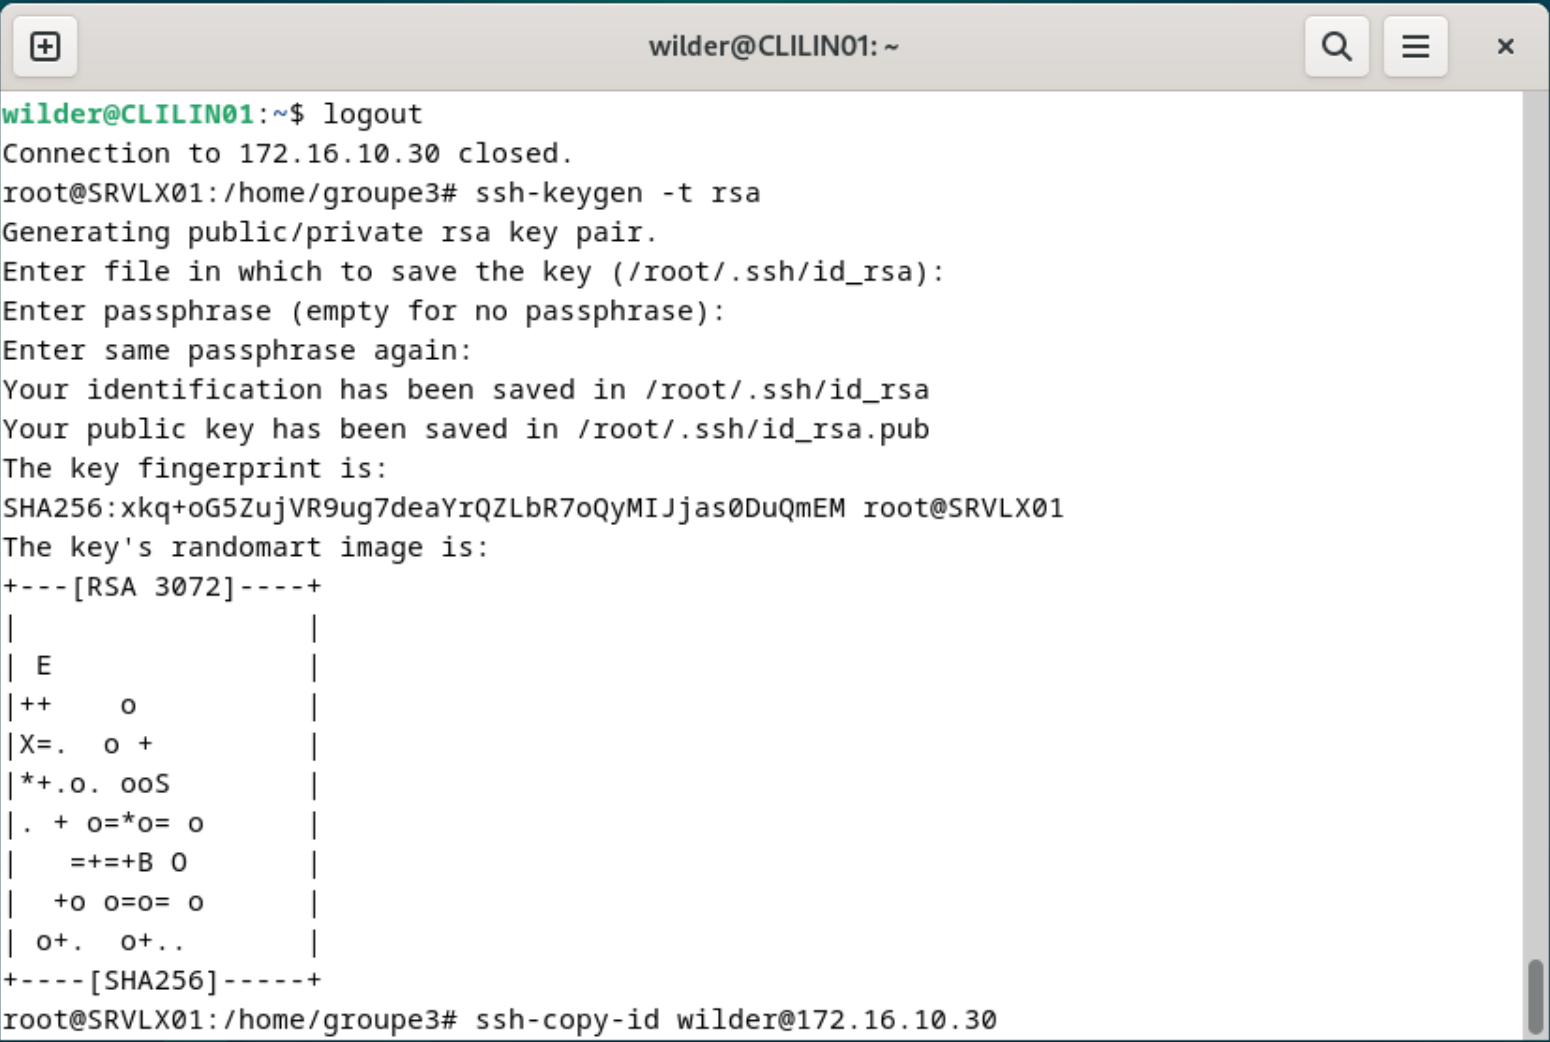 wilder@CLILIN01: ~
wilder@CLILIN01:~$ logout
Connection to 172.16.10.30 closed.
root@SRVLX01:/home/groupe3# ssh-keygen -t rsa
Generating public/private rsa key pair.
Enter file in which to save the key (/root/.ssh/id_rsa):
Enter passphrase (empty for no passphrase):
Enter same passphrase again:
Your identification has been saved in /root/.ssh/id_rsa
Your public key has been saved in /root/.ssh/id_rsa.pub
The key fingerprint is:
SHA256:xkq+oG5ZujVR9ug7deaYrQZLbR7oQyMIJjas0DuQmEM root@SRVLX01
The key's randomart image is:
+---[RSA 3072]----+
|                 |
| E               |
|++    o          |
|X=.  o +         |
|*+.o. ooS        |
|. + o=*o= o      |
|   =+=+B O       |
|  +o o=o= o      |
| o+.  o+..       |
+----[SHA256]-----+
root@SRVLX01:/home/groupe3# ssh-copy-id wilder@172.16.10.30